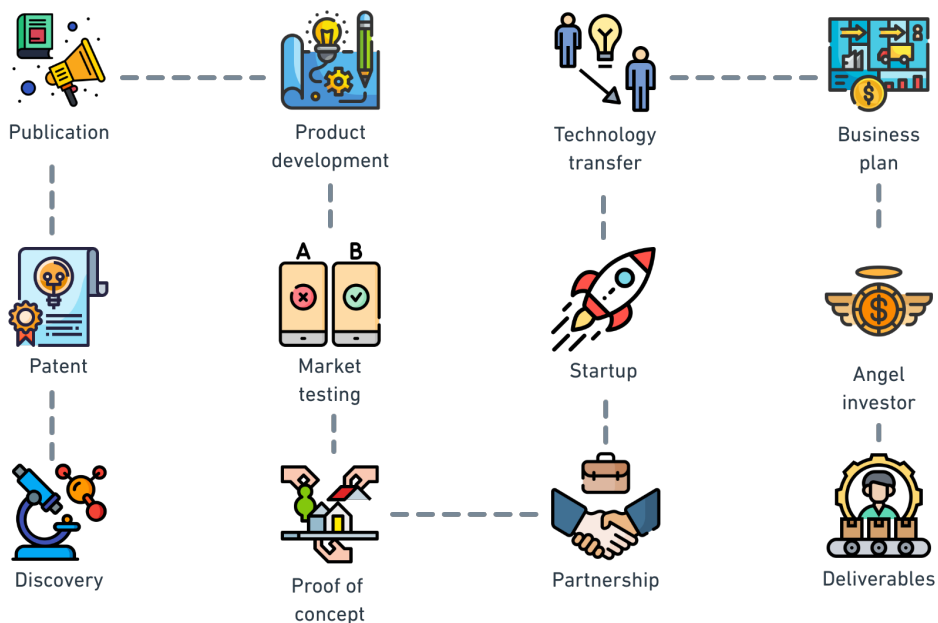 Publication
Product
development
Technology
transfer
Business
plan
Patent
A B
Market
testing
Startup
Angel
investor
Discovery
Proof of
concept
Partnership
Deliverables